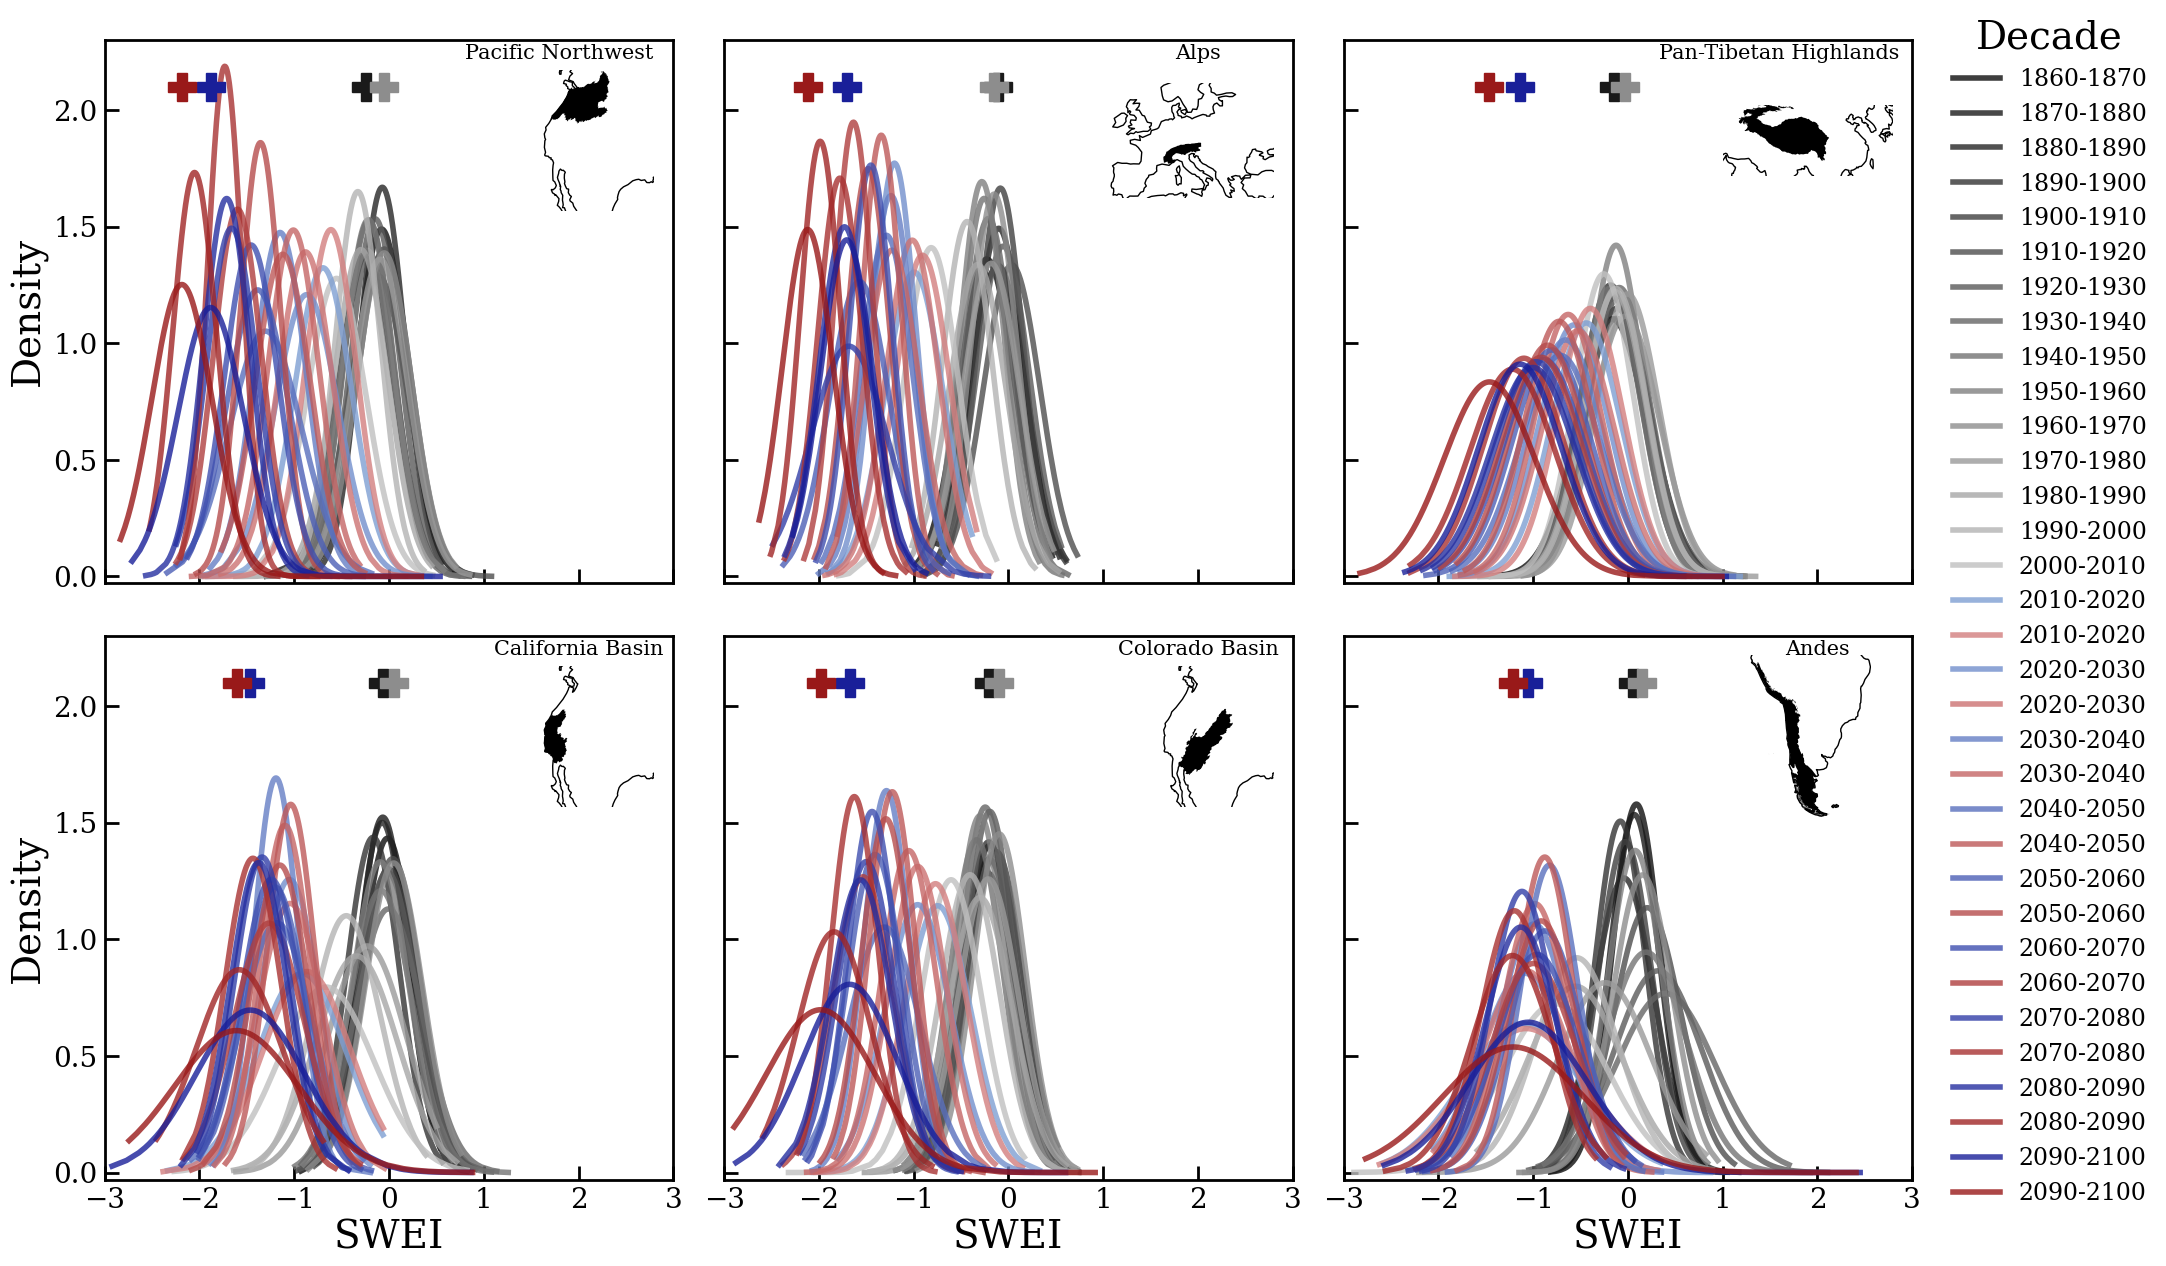 Pacific Northwest
Alps
Pan-Tibetan Highlands
Density
2.0
1.5
1.0
0.5
0.0
California Basin
Colorado Basin
Andes
Density
2.0
1.5
1.0
0.5
0.0
−3 −2 −1 0 1 2 3
−2 −1 0 1 2
−3 −2 −1 0 1 2 3
SWEI
SWEI
SWEI
Decade
1860-1870
1870-1880
1880-1890
1890-1900
1900-1910
1910-1920
1920-1930
1930-1940
1940-1950
1950-1960
1960-1970
1970-1980
1980-1990
1990-2000
2000-2010
2010-2020
2010-2020
2020-2030
2020-2030
2030-2040
2030-2040
2040-2050
2040-2050
2050-2060
2050-2060
2060-2070
2060-2070
2070-2080
2070-2080
2080-2090
2080-2090
2090-2100
2090-2100